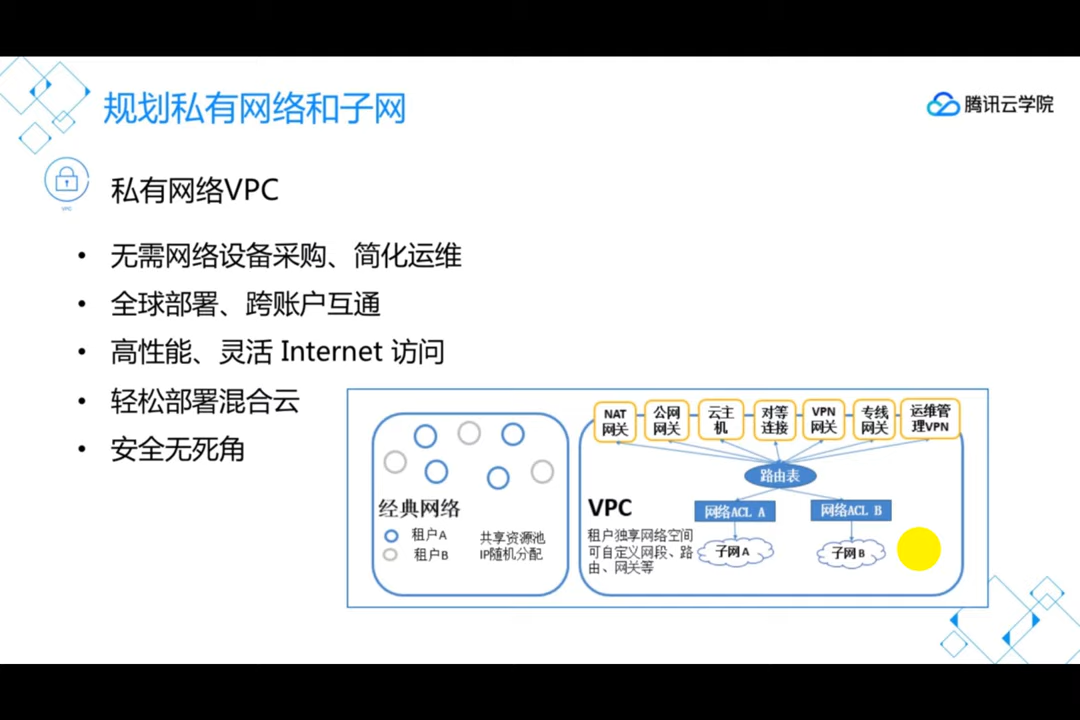 规划私有网络和子网
腾讯云学院
VPC
私有网络VPC
• 无需网络设备采购、简化运维
• 全球部署、跨账户互通
• 高性能、灵活 Internet 访问
• 轻松部署混合云
• 安全无死角
经典网络
租户A
租户B
共享资源池
IP随机分配
NAT
网关
公网
网关
云主
机
对等
连接
VPN
网关
专线
网关
运维管
理VPN
路由表
VPC
租户独享网络空间
可自定义网段、路
由、网关等
网络ACL A
网络ACL B
子网A
子网B